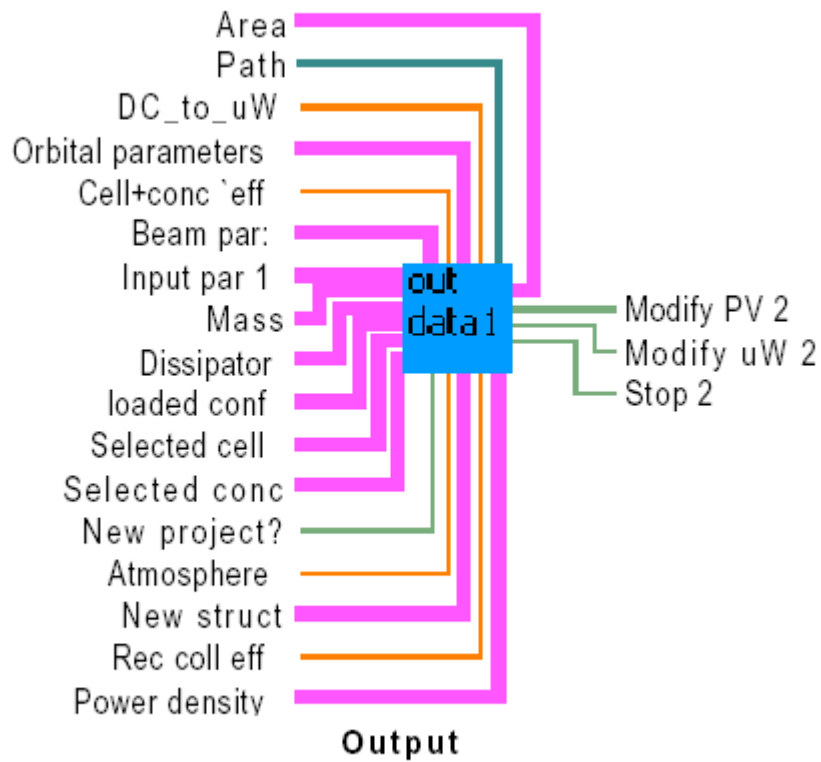 Area
Path
DC_to_uW
Orbital parameters
Cell+conc `eff
Beam par:
Input par 1
Mass
Dissipator
loaded conf
Selected cell
Selected conc
New project?
Atmosphere
New struct
Rec coll eff
Power density
out
data1
Modify PV 2
Modify uW 2
Stop 2
Output